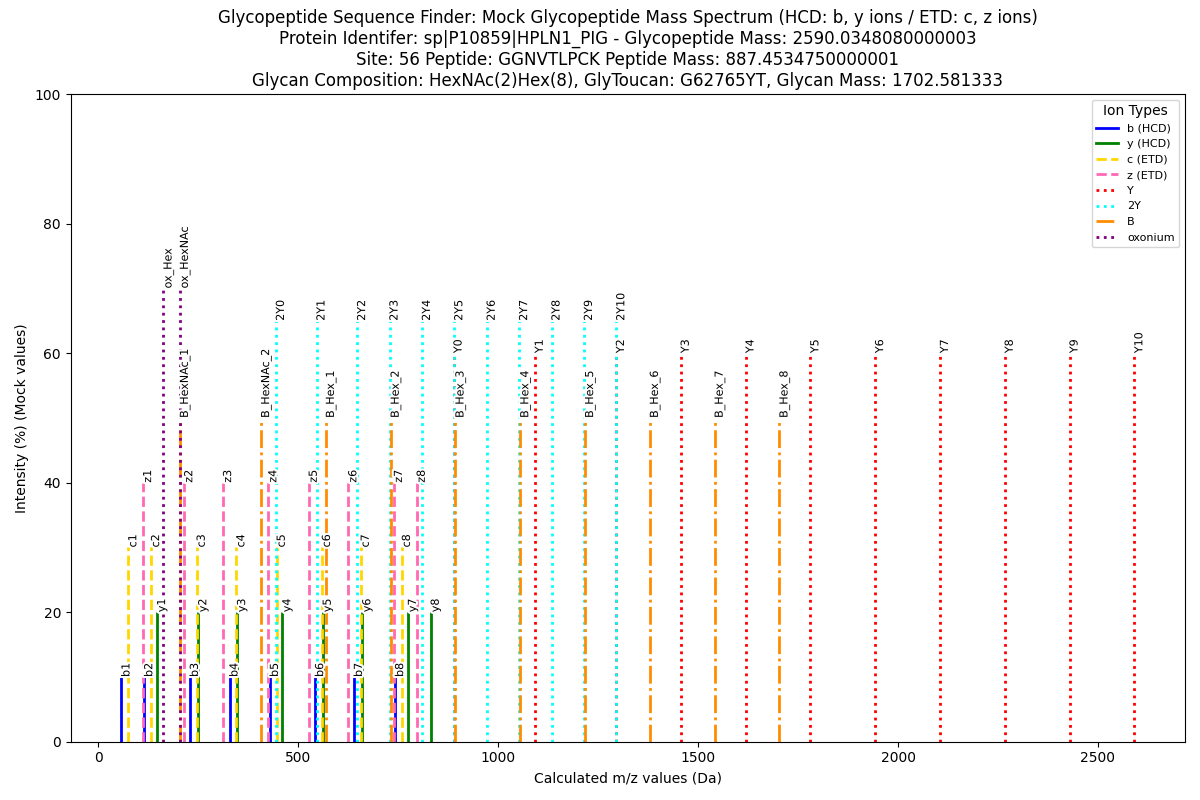 Glycopeptide Sequence Finder: Mock Glycopeptide Mass Spectrum (HCD: b, y ions / ETD: c, z ions)
Protein Identifer: sp|P10859|HPLN1_PIG - Glycopeptide Mass: 2590.0348080000003
Site: 56 Peptide: GGNVTLPCK Peptide Mass: 887.4534750000001
Glycan Composition: HexNAc(2)Hex(8), GlyToucan: G62765YT, Glycan Mass: 1702.581333
Intensity (%) (Mock values)
100
80
60
40
20
0
Ion Types
b (HCD)
y (HCD)
c (ETD)
z (ETD)
Y
2Y
B
oxonium
ox_Hex
ox_HexNAc
2Y0
2Y1
2Y2
2Y3
2Y4
2Y5
2Y6
2Y7
2Y8
2Y9
2Y10
Y0
Y1
Y2
Y3
Y4
Y5
Y6
Y7
Y8
Y9
Y10
B_HexNAc_1
B_HexNAc_2
B_Hex_1
B_Hex_2
B_Hex_3
B_Hex_4
B_Hex_5
B_Hex_6
B_Hex_7
B_Hex_8
z1
z2
z3
z4
z5
z6
z7
z8
c1
c2
c3
c4
c5
c6
c7
c8
y1
y2
y3
y4
y5
y6
y7
y8
b1
b2
b3
b4
b5
b6
b7
b8
0
500
1000
1500
2000
2500
Calculated m/z values (Da)